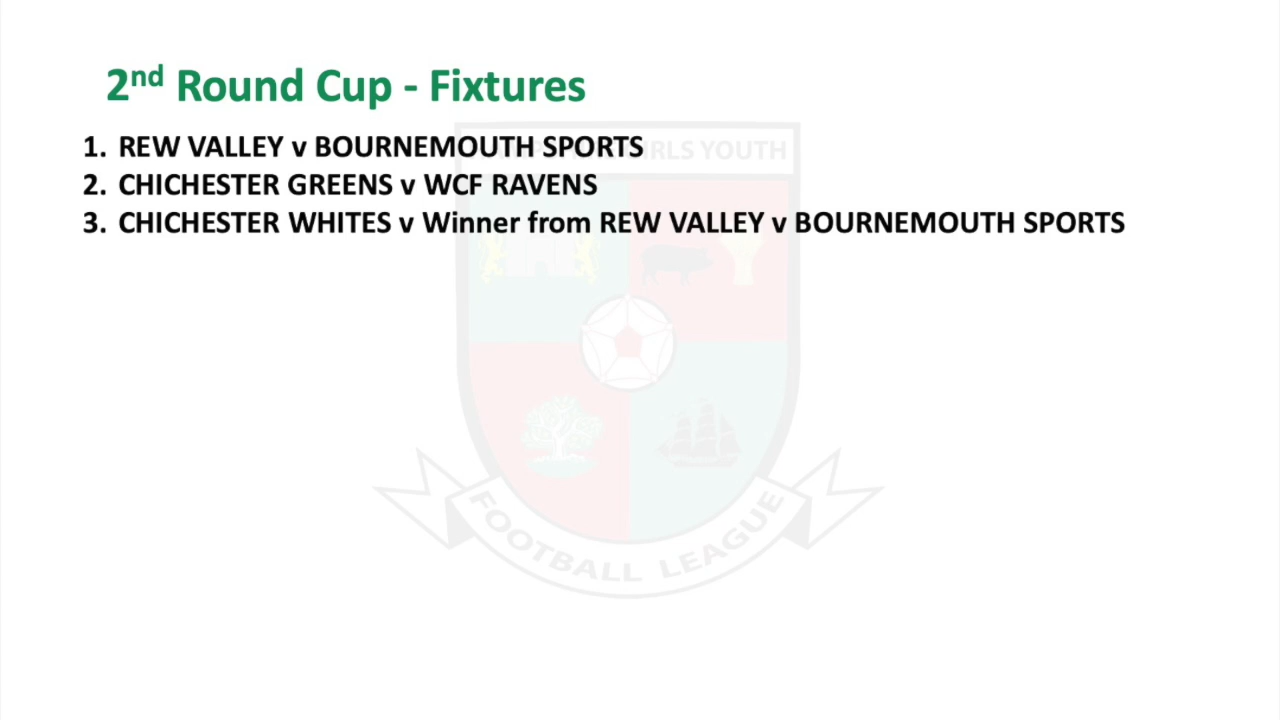 2nd Round Cup - Fixtures
1. REW VALLEY v BOURNEMOUTH SPORTS
2. CHICHESTER GREENS v WCF RAVENS
3. CHICHESTER WHITES v Winner from REW VALLEY v BOURNEMOUTH SPORTS
YOUTH
FOOTBALL LEAGUE